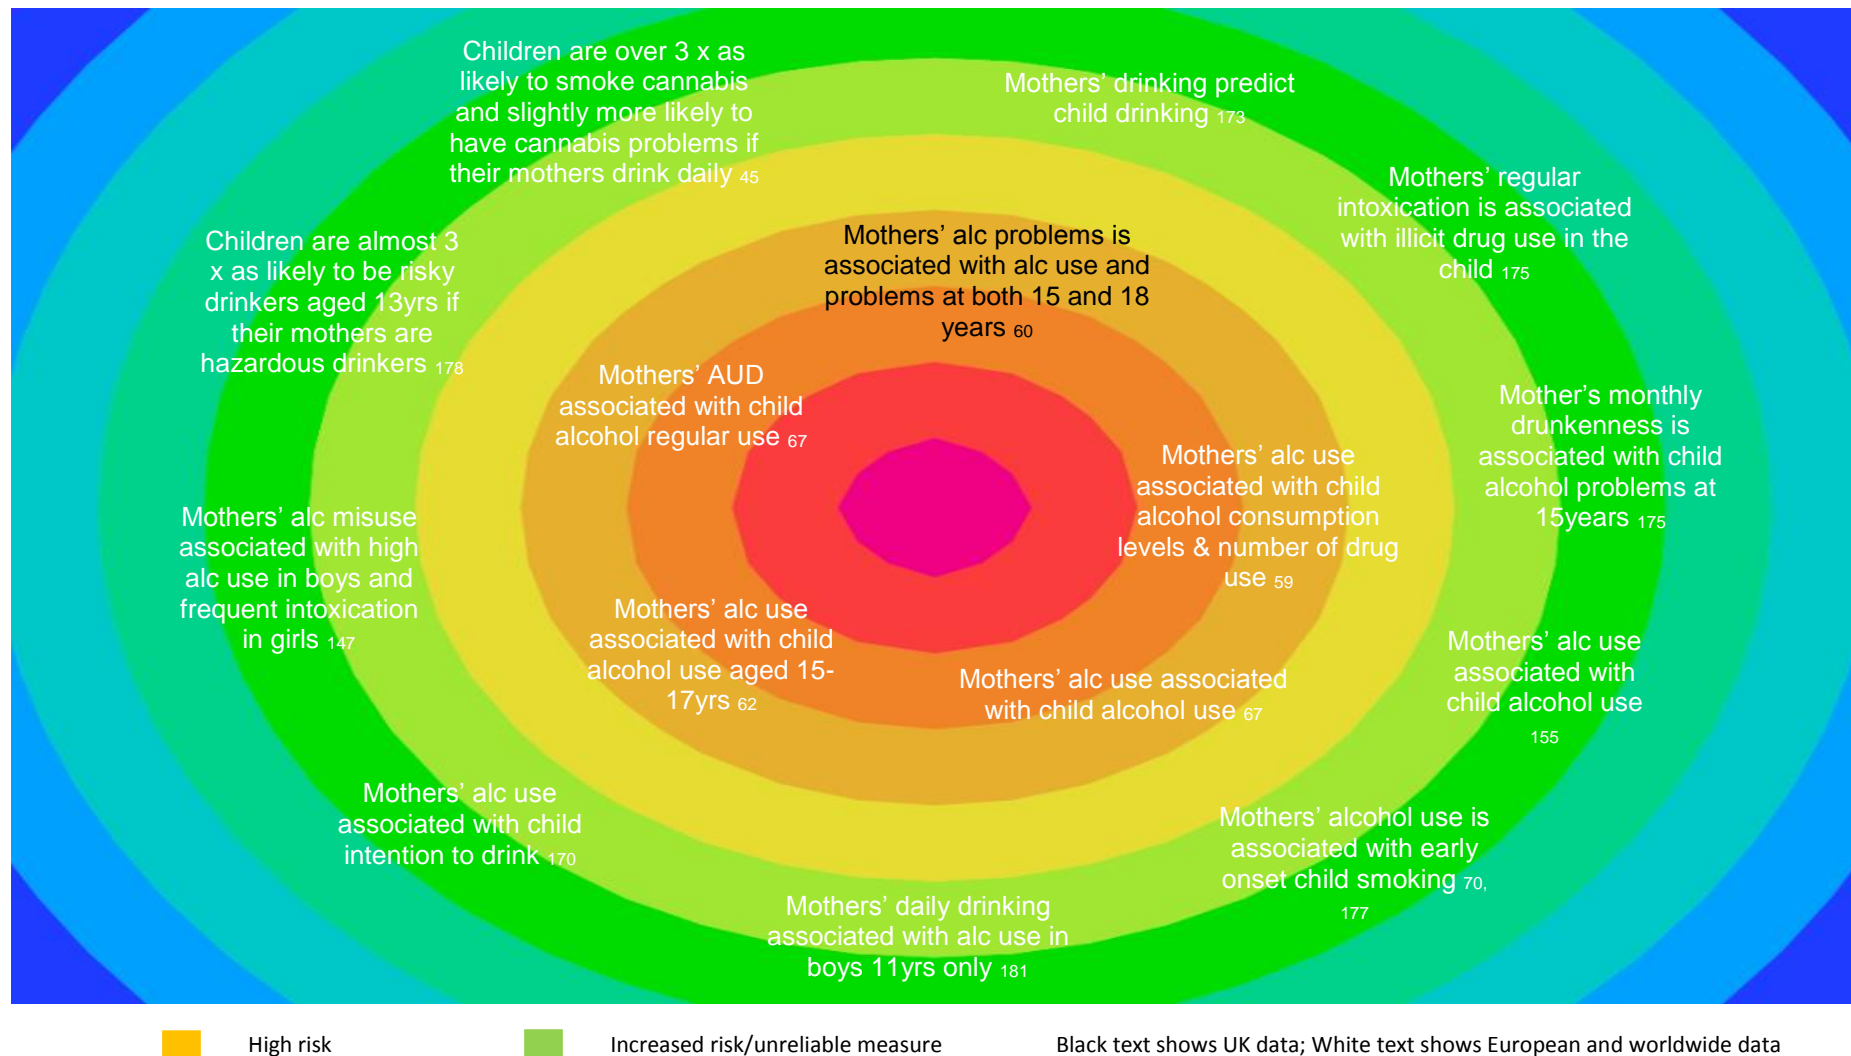 Children are over 3 x as
likely to smoke cannabis
and slightly more likely to
have cannabis problems if
their mothers drink daily 45
Mothers’ drinking predict
child drinking 173
Mothers’ regular
intoxication is associated
with illicit drug use in the
child 175
Children are almost 3
x as likely to be risky
drinkers aged 13yrs if
their mothers are
hazardous drinkers 178
Mothers’ alc problems is
associated with alc use and
problems at both 15 and 18
years 60
Mothers’ AUD
associated with child
alcohol regular use 67
Mother’s monthly
drunkenness is
associated with child
alcohol problems at
15years 175
Mothers’ alc use
associated with child
alcohol consumption
levels & number of drug
use 59
Mothers’ alc misuse
associated with high
alc use in boys and
frequent intoxication
in girls 147
Mothers’ alc use
associated with child
alcohol use aged 15-
17yrs 62
Mothers’ alc use associated
with child alcohol use 67
Mothers’ alc use
associated with
child alcohol use
155
Mothers’ alc use
associated with child
intention to drink 170
Mothers’ alcohol use is
associated with early
onset child smoking 70,
177
Mothers’ daily drinking
associated with alc use in
boys 11yrs only 181
High risk
Increased risk/unreliable measure
Black text shows UK data; White text shows European and worldwide data